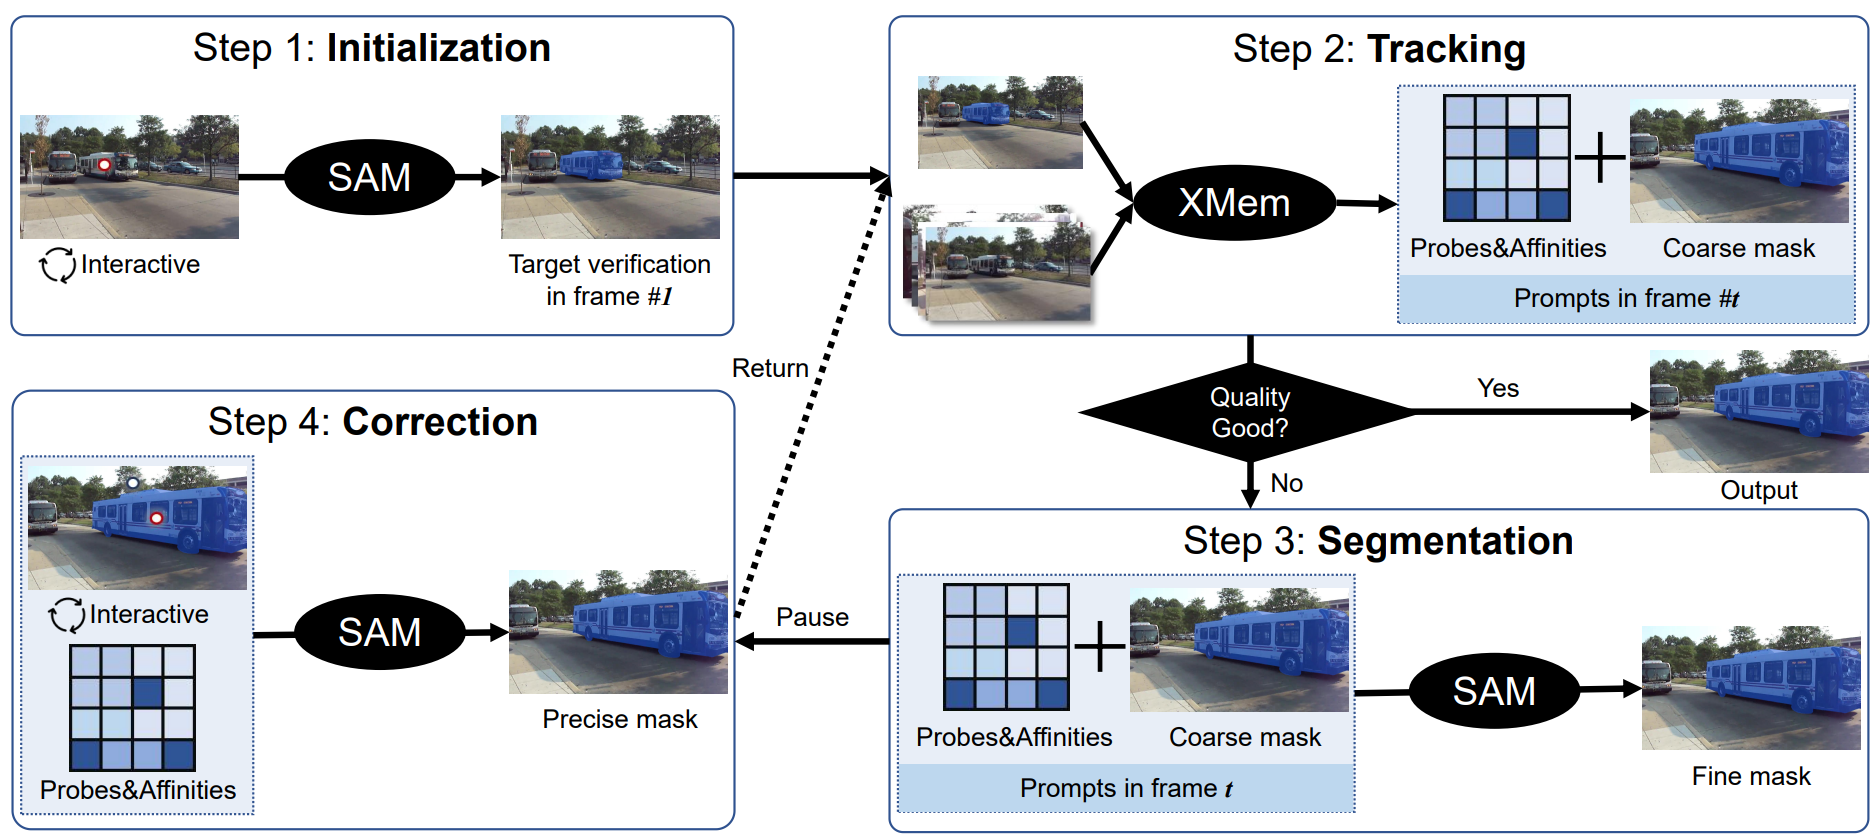 Step 1: Initialization
SAM
Interactive
Target verification
in frame #1
Step 2: Tracking
XMem
Probes&Affinities
Coarse mask
Prompts in frame #t
Quality
Good?
Yes
Output
No
Step 3: Segmentation
Probes&Affinities
Coarse mask
Prompts in frame t
SAM
Fine mask
Pause
Return
Step 4: Correction
Interactive
Probes&Affinities
SAM
Precise mask